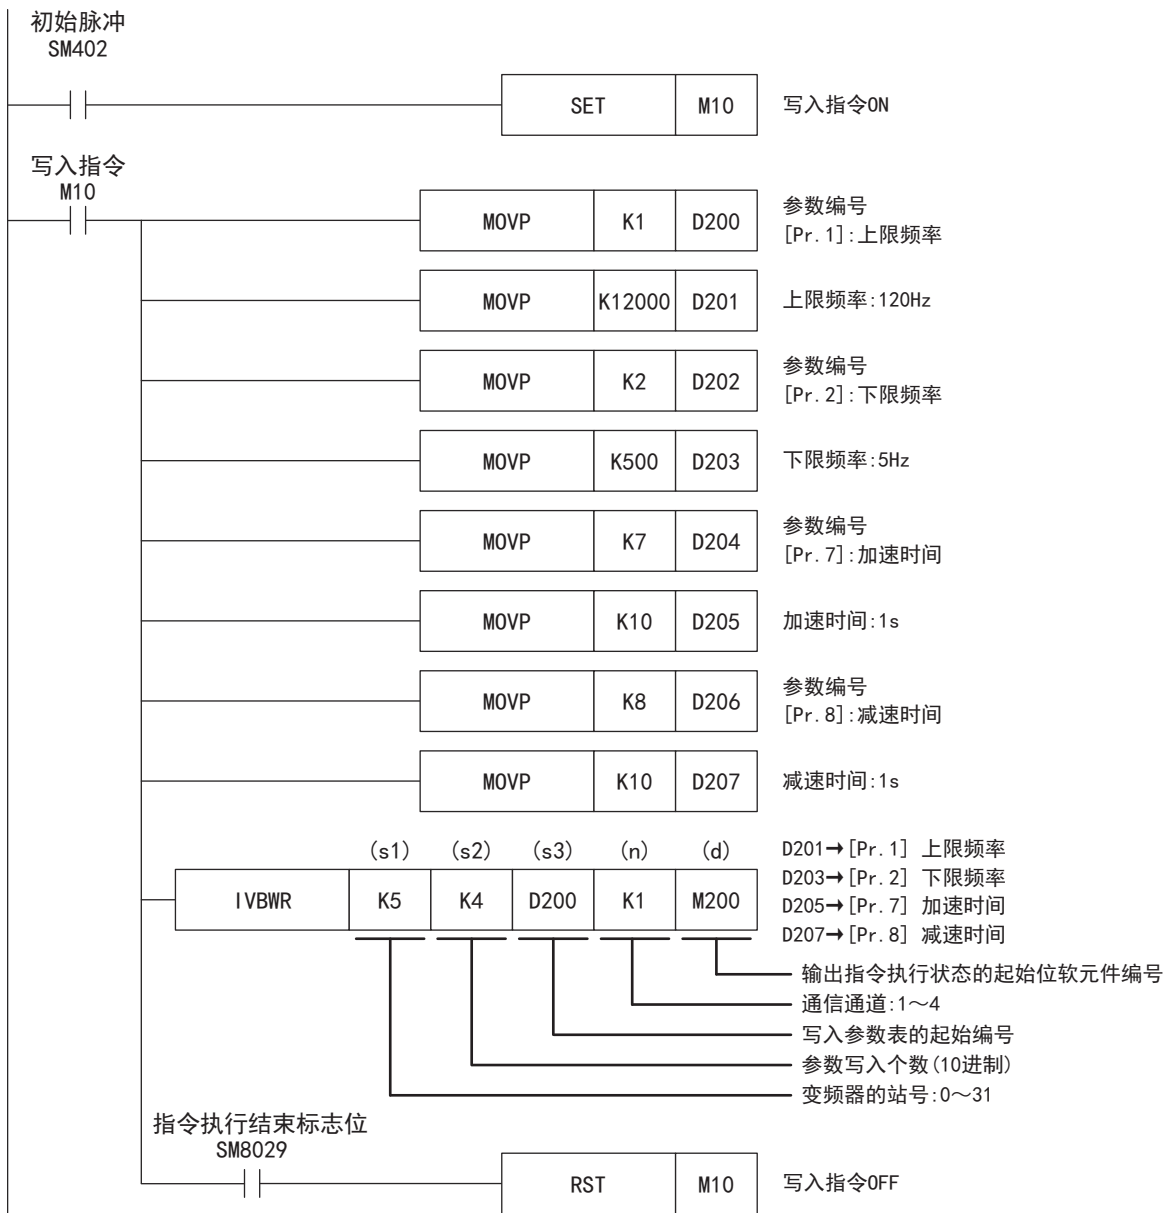 初始脉冲
SM402
SET M10 写入指令ON
写入指令
M10
MOVP K1 D200 参数编号
[Pr.1]:上限频率
MOVP K12000 D201 上限频率:120Hz
MOVP K2 D202 参数编号
[Pr.2]:下限频率
MOVP K500 D203 下限频率:5Hz
MOVP K7 D204 参数编号
[Pr.7]:加速时间
MOVP K10 D205 加速时间:1s
MOVP K8 D206 参数编号
[Pr.8]:减速时间
MOVP K10 D207 减速时间:1s
(s1) (s2) (s3) (n) (d)
IVBWR K5 K4 D200 K1 M200
D201→[Pr.1] 上限频率
D203→[Pr.2] 下限频率
D205→[Pr.7] 加速时间
D207→[Pr.8] 减速时间
输出指令执行状态的起始位软元件编号
通信通道:1～4
写入参数表的起始编号
参数写入个数(10进制)
变频器的站号:0～31
指令执行结束标志位
SM8029
RST M10 写入指令OFF